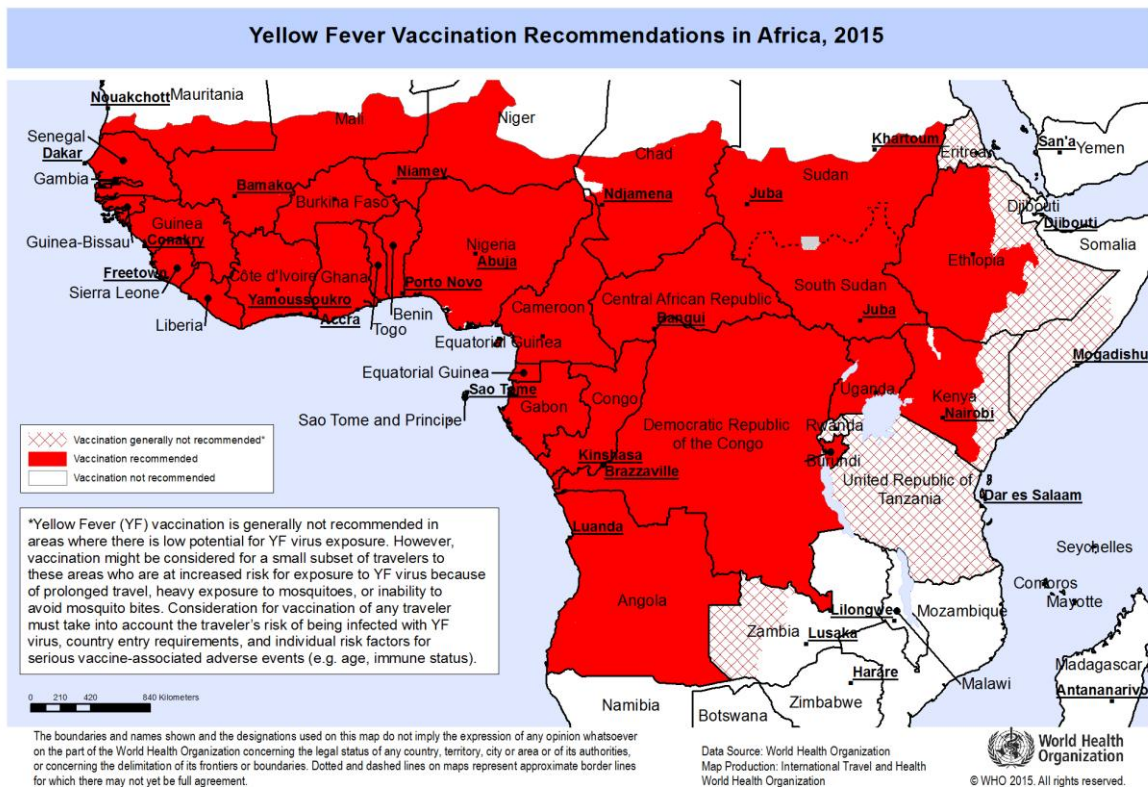 Yellow Fever Vaccination Recommendations in Africa, 2015
Nouakchott
Mauritania
Mali
Niger
Chad
Khartoum
Eritrea
San'a
Yemen
Senegal
Dakar
Gambia
Bamako
Burkina Faso
Niamey
Ndjamena
Sudan
Juba
Djibouti
Djibouti
Guinea
Guinea-Bissau
Conakry
Nigeria
Abuja
Somalia
Ethiopia
Freetown
Sierra Leone
Côte d'Ivoire
Ghana
Porto Novo
Yamoussoukro
Accra
Togo
Benin
Liberia
Cameroon
Central African Republic
Bangui
South Sudan
Juba
Equatorial Guinea
Mogadishu
Equatorial Guinea
Sao Tome
Gabon
Congo
Uganda
Kenya
Nairobi
Sao Tome and Principe
Democratic Republic
of the Congo
Rwanda
Burundi
Kinshasa
Brazzaville
United Republic of
Tanzania
Dar es Salaam
Luanda
Seychelles
Comoros
Mayotte
Angola
Lilongwe
Mozambique
Zambia
Lusaka
Madagascar
Harare
Malawi
Antananarivo
Namibia
Botswana
Zimbabwe
Vaccination generally not recommended*
Vaccination recommended
Vaccination not recommended
*Yellow Fever (YF) vaccination is generally not recommended in
areas where there is low potential for YF virus exposure. However,
vaccination might be considered for a small subset of travelers to
these areas who are at increased risk for exposure to YF virus because
of prolonged travel, heavy exposure to mosquitoes, or inability to
avoid mosquito bites. Consideration for vaccination of any traveler
must take into account the traveler's risk of being infected with YF
virus, country entry requirements, and individual risk factors for
serious vaccine-associated adverse events (e.g. age, immune status).
0 210 420 840 Kilometers
The boundaries and names shown and the designations used on this map do not imply the expression of any opinion whatsoever
on the part of the World Health Organization concerning the legal status of any country, territory, city or area or of its authorities,
or concerning the delimitation of its frontiers or boundaries. Dotted and dashed lines on maps represent approximate border lines
for which there may not yet be full agreement.
Data Source: World Health Organization
Map Production: International Travel and Health
World Health Organization
World Health
Organization
© WHO 2015. All rights reserved.